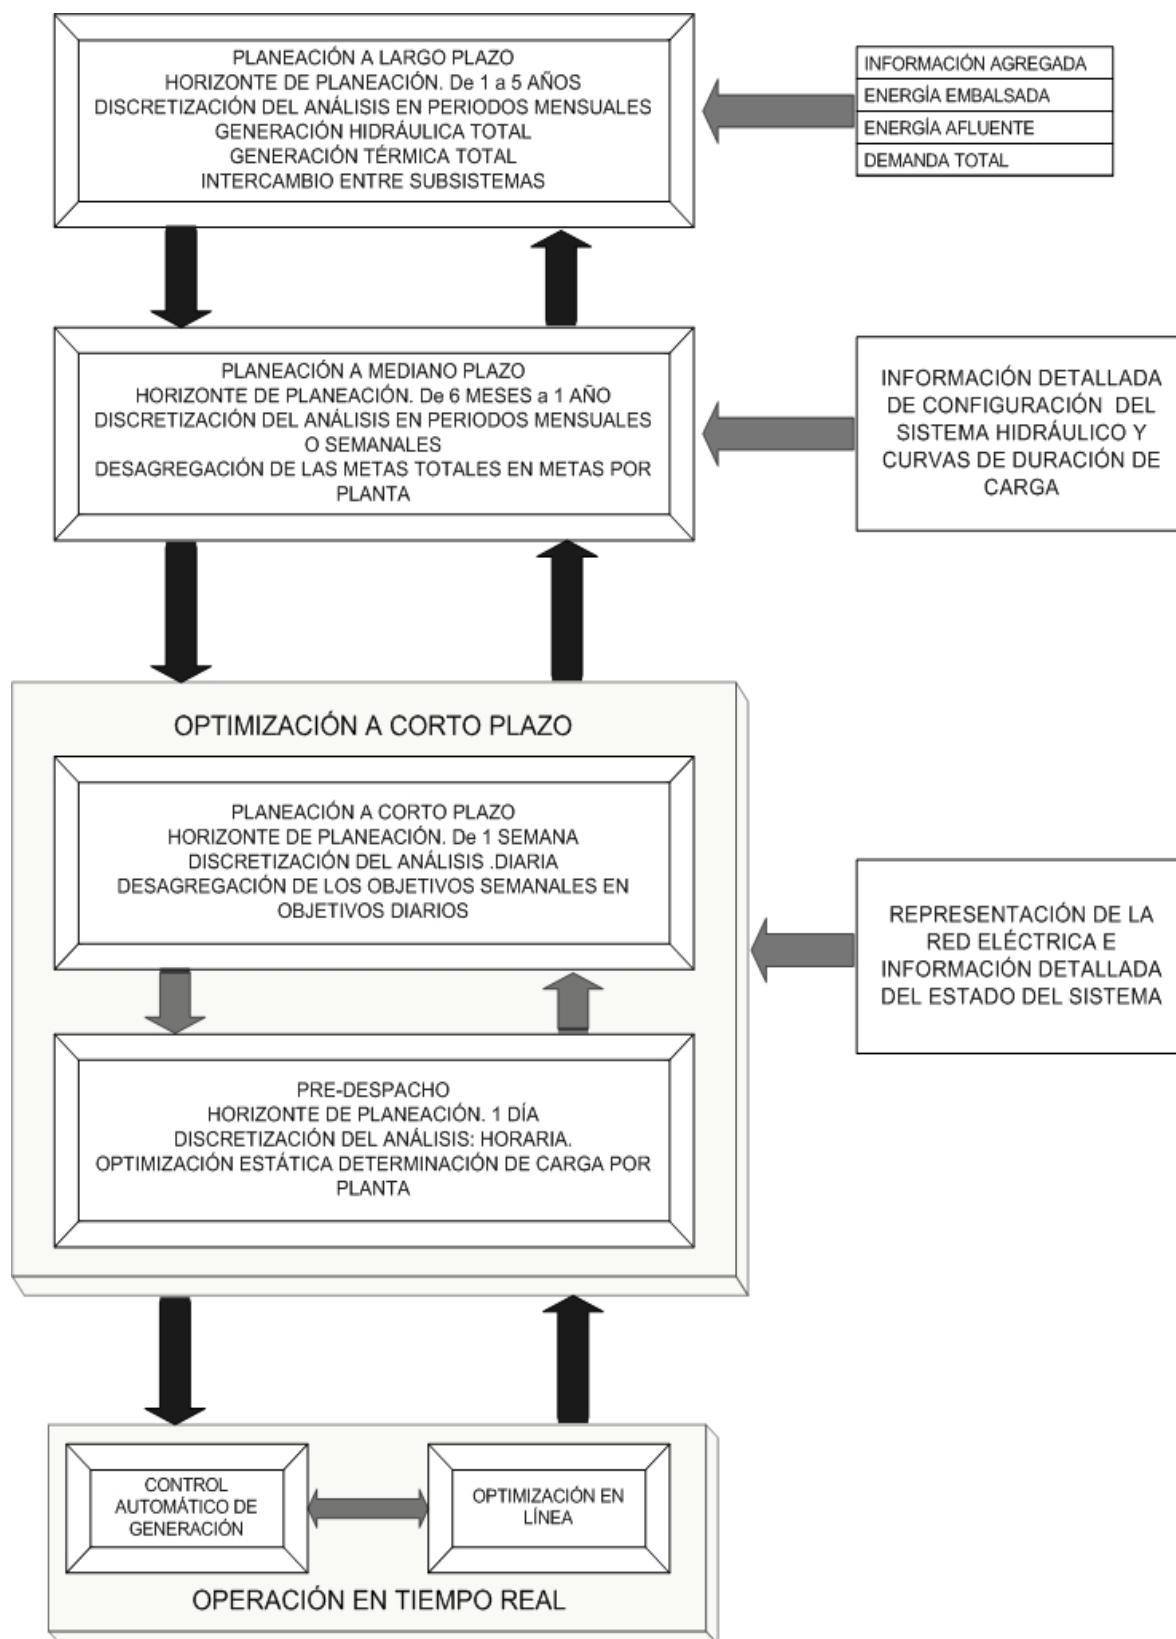 PLANEACIÓN A LARGO PLAZO
HORIZONTE DE PLANEACIÓN. De 1 a 5 AÑOS
DISCRETIZACIÓN DEL ANÁLISIS EN PERIODOS MENSUALES
GENERACIÓN HIDRÁULICA TOTAL
GENERACIÓN TÉRMICA TOTAL
INTERCAMBIO ENTRE SUBSISTEMAS
INFORMACIÓN AGREGADA
ENERGÍA EMBALSADA
ENERGÍA AFLUENTE
DEMANDA TOTAL
PLANEACIÓN A MEDIANO PLAZO
HORIZONTE DE PLANEACIÓN. De 6 MESES a 1 AÑO
DISCRETIZACIÓN DEL ANÁLISIS EN PERIODOS MENSUALES
O SEMANALES
DESAGREGACIÓN DE LAS METAS TOTALES EN METAS POR
PLANTA
INFORMACIÓN DETALLADA
DE CONFIGURACIÓN DEL
SISTEMA HIDRÁULICO Y
CURVAS DE DURACIÓN DE
CARGA
OPTIMIZACIÓN A CORTO PLAZO
PLANEACIÓN A CORTO PLAZO
HORIZONTE DE PLANEACIÓN. De 1 SEMANA
DISCRETIZACIÓN DEL ANÁLISIS .DIARIA
DESAGREGACIÓN DE LOS OBJETIVOS SEMANALES EN
OBJETIVOS DIARIOS
REPRESENTACIÓN DE LA
RED ELÉCTRICA E
INFORMACIÓN DETALLADA
DEL ESTADO DEL SISTEMA
PRE-DESPACHO
HORIZONTE DE PLANEACIÓN. 1 DÍA
DISCRETIZACIÓN DEL ANÁLISIS: HORARIA.
OPTIMIZACIÓN ESTÁTICA DETERMINACIÓN DE CARGA POR
PLANTA
CONTROL
AUTOMÁTICO DE
GENERACIÓN
OPTIMIZACIÓN EN
LÍNEA
OPERACIÓN EN TIEMPO REAL